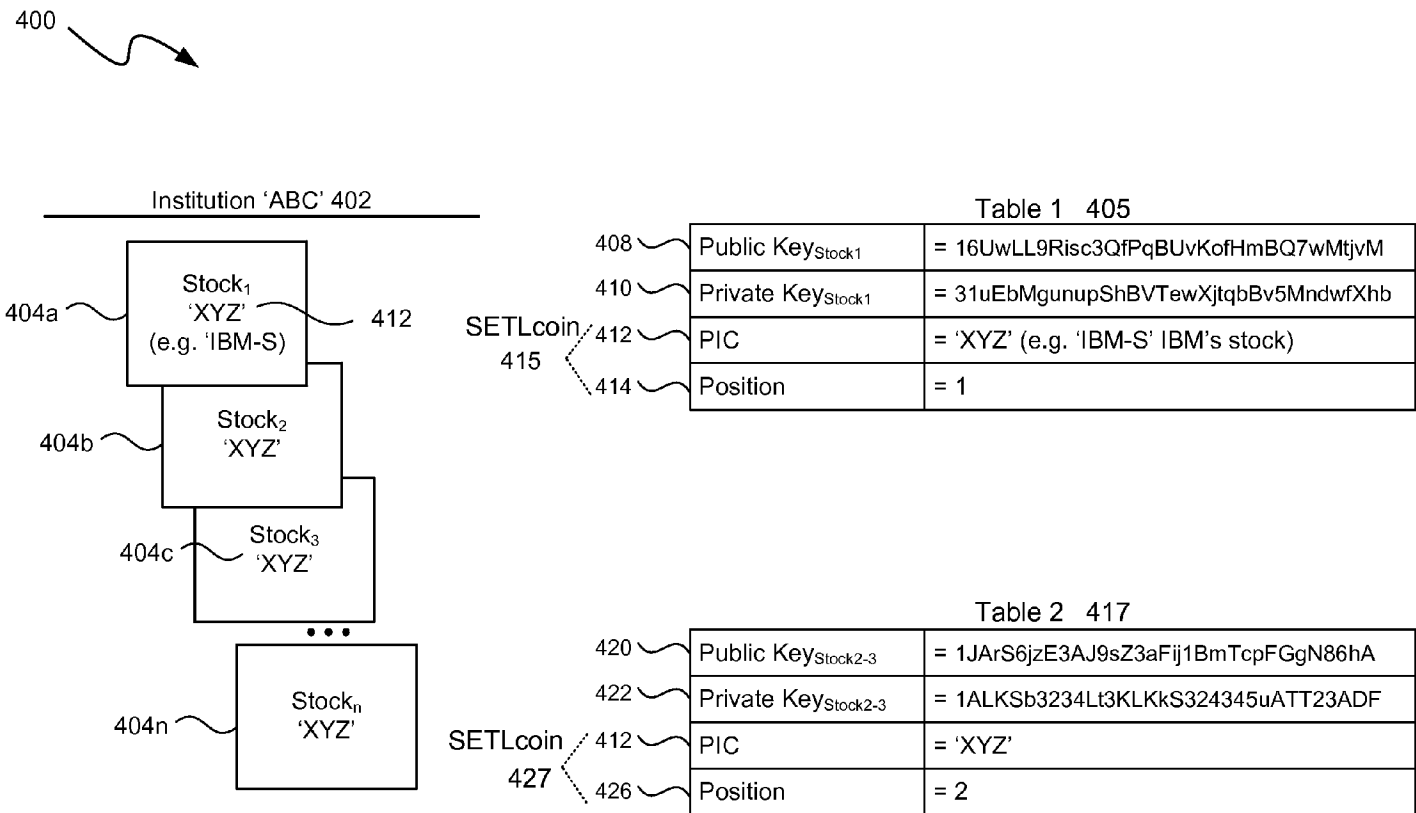 400
Institution ‘ABC’ 402
Stock1
‘XYZ’
(e.g. ‘IBM-S)
404a
412
Stock2
‘XYZ’
404b
Stock3
‘XYZ’
404c
Stockn
‘XYZ’
404n
Table 1 405
408 Public KeyStock1 = 16UwLL9Risc3QfPqBUvKofHmBQ7wMtjvM
410 Private KeyStock1 = 31uEbMgunupShBVTewXjtqbBv5MndwfXhb
SETLcoin
415
412 PIC = ‘XYZ’ (e.g. ‘IBM-S’ IBM’s stock)
414 Position = 1
Table 2 417
420 Public KeyStock2-3 = 1JArS6jzE3AJ9sZ3aFij1BmTcpFGgN86hA
422 Private KeyStock2-3 = 1ALKSb3234Lt3KLKkS324345uATT23ADF
SETLcoin
427
412 PIC = ‘XYZ’
426 Position = 2